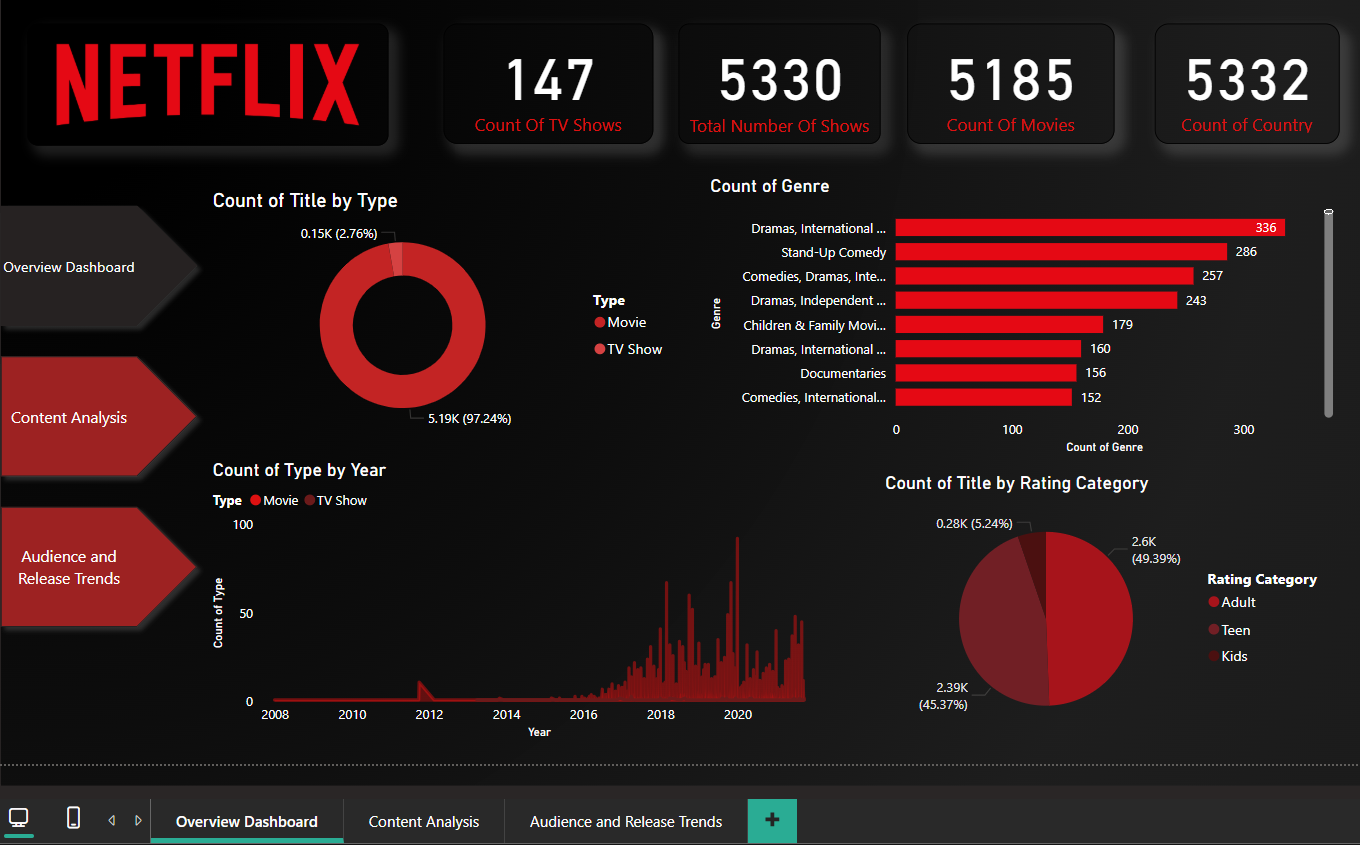 NETFLIX
147
Count Of TV Shows
5330
Total Number Of Shows
5185
Count Of Movies
5332
Count of Country
Overview Dashboard
Content Analysis
Audience and
Release Trends
Count of Title by Type
0.15K (2.76%)
5.19K (97.24%)
Type
Movie
TV Show
Count of Genre
Genre
Dramas, International ...
336
Stand-Up Comedy
286
Comedies, Dramas, Inte...
257
Dramas, Independent ...
243
Children & Family Movi...
179
Dramas, International ...
160
Documentaries
156
Comedies, International...
152
0 100 200 300
Count of Genre
Count of Type by Year
Type Movie TV Show
Count of Type
100
50
0
2008 2010 2012 2014 2016 2018 2020
Year
Count of Title by Rating Category
0.28K (5.24%)
2.6K
(49.39%)
2.39K
(45.37%)
Rating Category
Adult
Teen
Kids
Overview Dashboard
Content Analysis
Audience and Release Trends
+